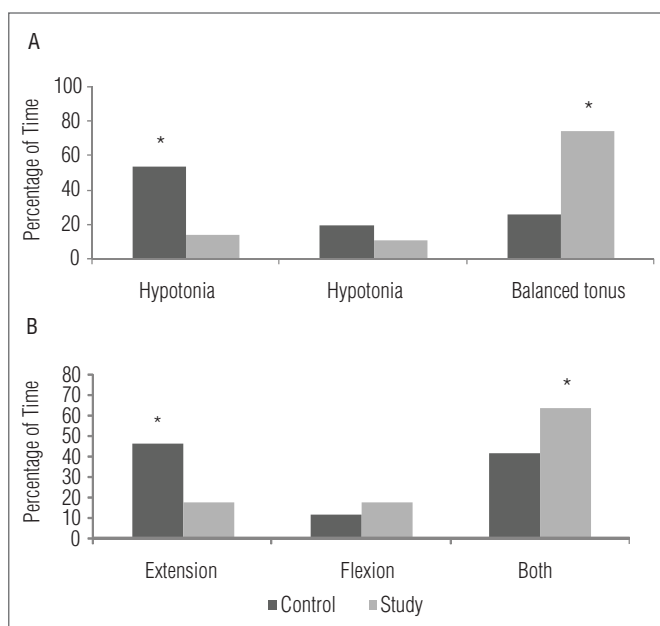 A
Percentage of Time
100
80
60
40
20
0
*
*
Hypotonia Hypotonia Balanced tonus
B
Percentage of Time
80
70
60
50
40
30
20
10
0
*
*
Extension Flexion Both
Control Study